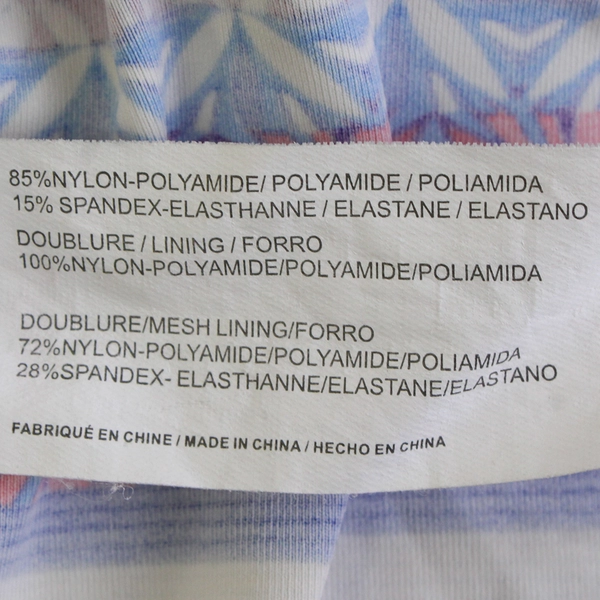 85%NYLON-POLYAMIDE/ POLYAMIDE / POLIAMIDA
15% SPANDEX-ELASTHANNE / ELASTANE / ELASTANO
DOUBLURE / LINING / FORRO
100%NYLON-POLYAMIDE/POLYAMIDE/POLIAMIDA
DOUBLURE/MESH LINING/FORRO
72%NYLON-POLYAMIDE/POLYAMIDE/POLIAMIDA
28%SPANDEX- ELASTHANNE/ELASTANE/ELASTANO
FABRIQUÉ EN CHINE / MADE IN CHINA / HECHO EN CHINA